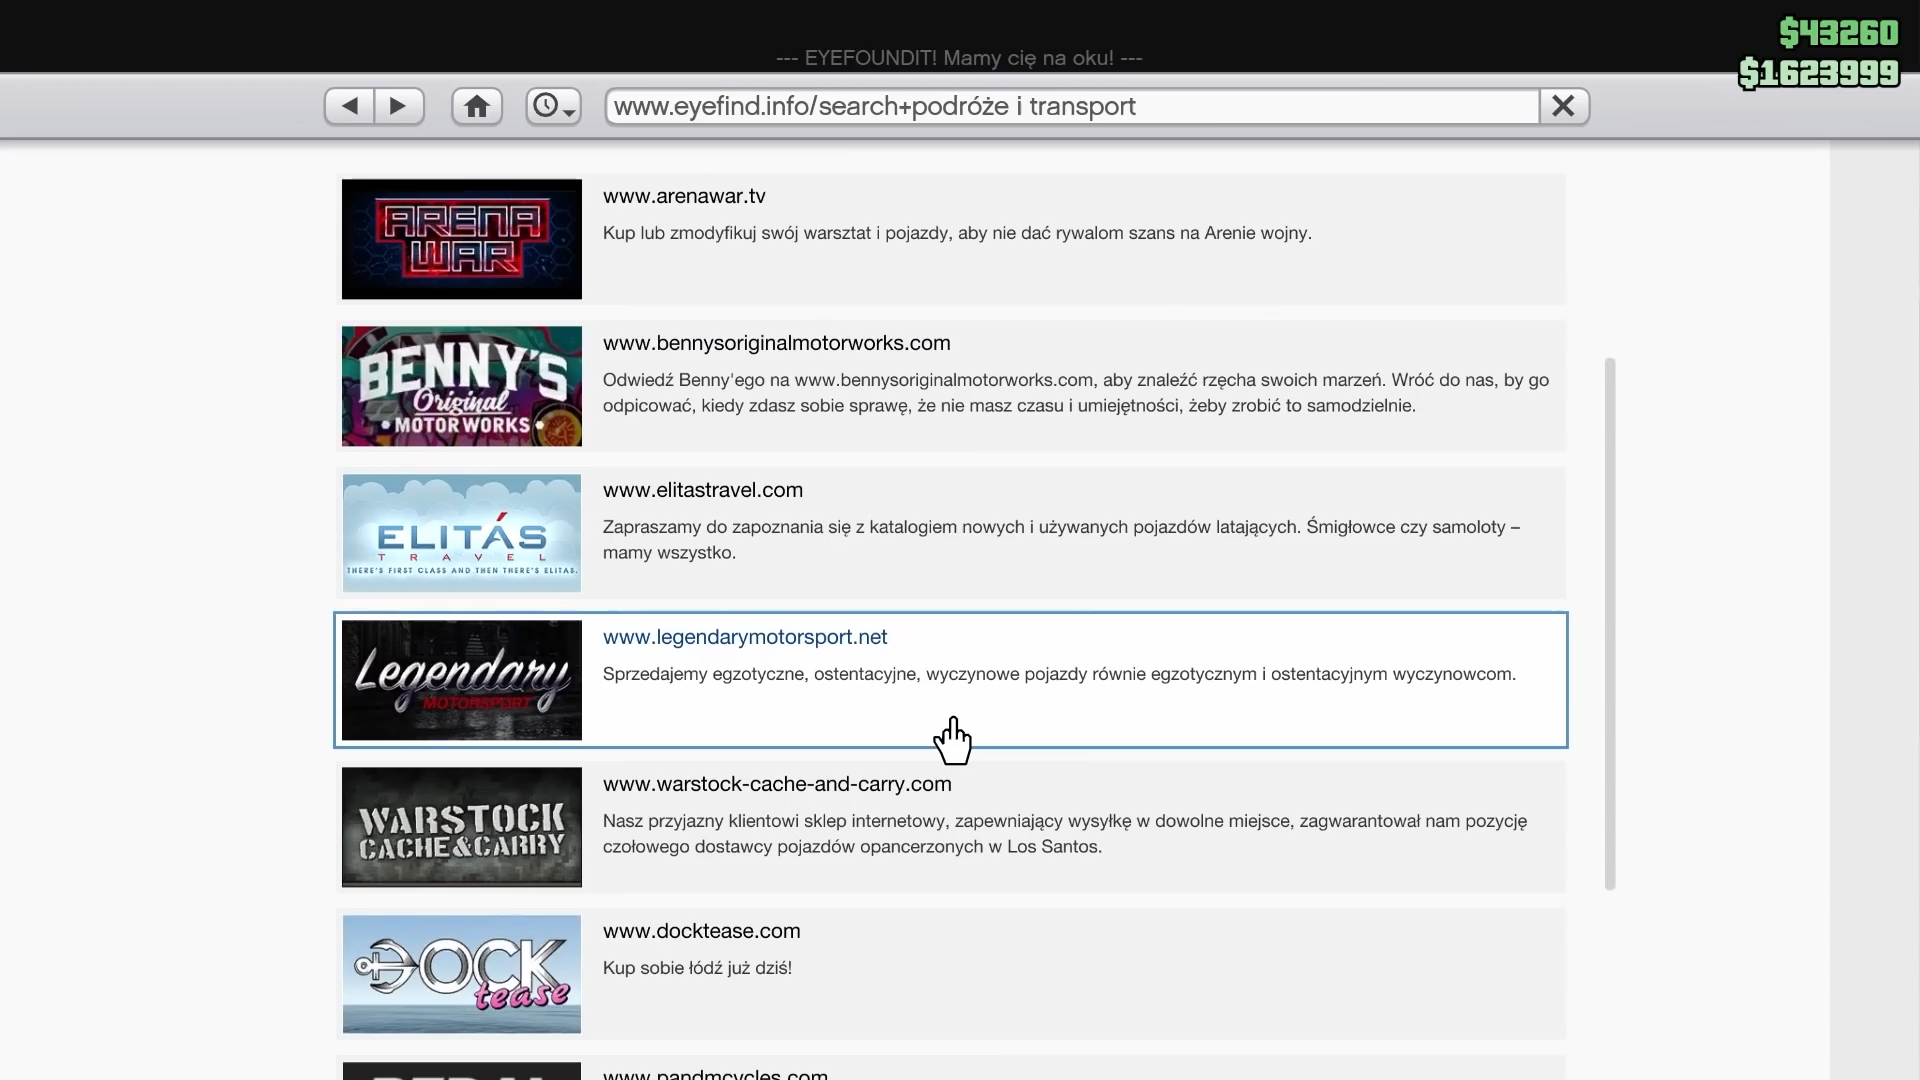 $43260
--- EYEFOUNDIT! Mamy cię na oku! ---
$1623999
www.eyefind.info/search+podróże i transport
ARENA
WAR
www.arenawar.tv
Kup lub zmodyfikuj swój warsztat i pojazdy, aby nie dać rywalom szans na Arenie wojny.
BENNY'S
Original
MOTOR WORKS
www.bennysoriginalmotorworks.com
Odwiedź Benny'ego na www.bennysoriginalmotorworks.com, aby znaleźć rzęcha swoich marzeń. Wróć do nas, by go
odpicować, kiedy zdasz sobie sprawę, że nie masz czasu i umiejętności, żeby zrobić to samodzielnie.
ELITÁS
TRAVEL
THERE'S FIRST CLASS AND THEN THERE'S ELITAS.
www.elitastravel.com
Zapraszamy do zapoznania się z katalogiem nowych i używanych pojazdów latających. Śmigłowce czy samoloty –
mamy wszystko.
Legendary
MOTORSPORT
www.legendarymotorsport.net
Sprzedajemy egzotyczne, ostentacyjne, wyczynowe pojazdy równie egzotycznym i ostentacyjnym wyczynowcom.
WARSTOCK
CACHE&CARRY
www.warstock-cache-and-carry.com
Nasz przyjazny klientowi sklep internetowy, zapewniający wysyłkę w dowolne miejsce, zagwarantował nam pozycję
czołowego dostawcy pojazdów opancerzonych w Los Santos.
DOCK
tease
www.docktease.com
Kup sobie łódź już dziś!
www.pandmcycles.com